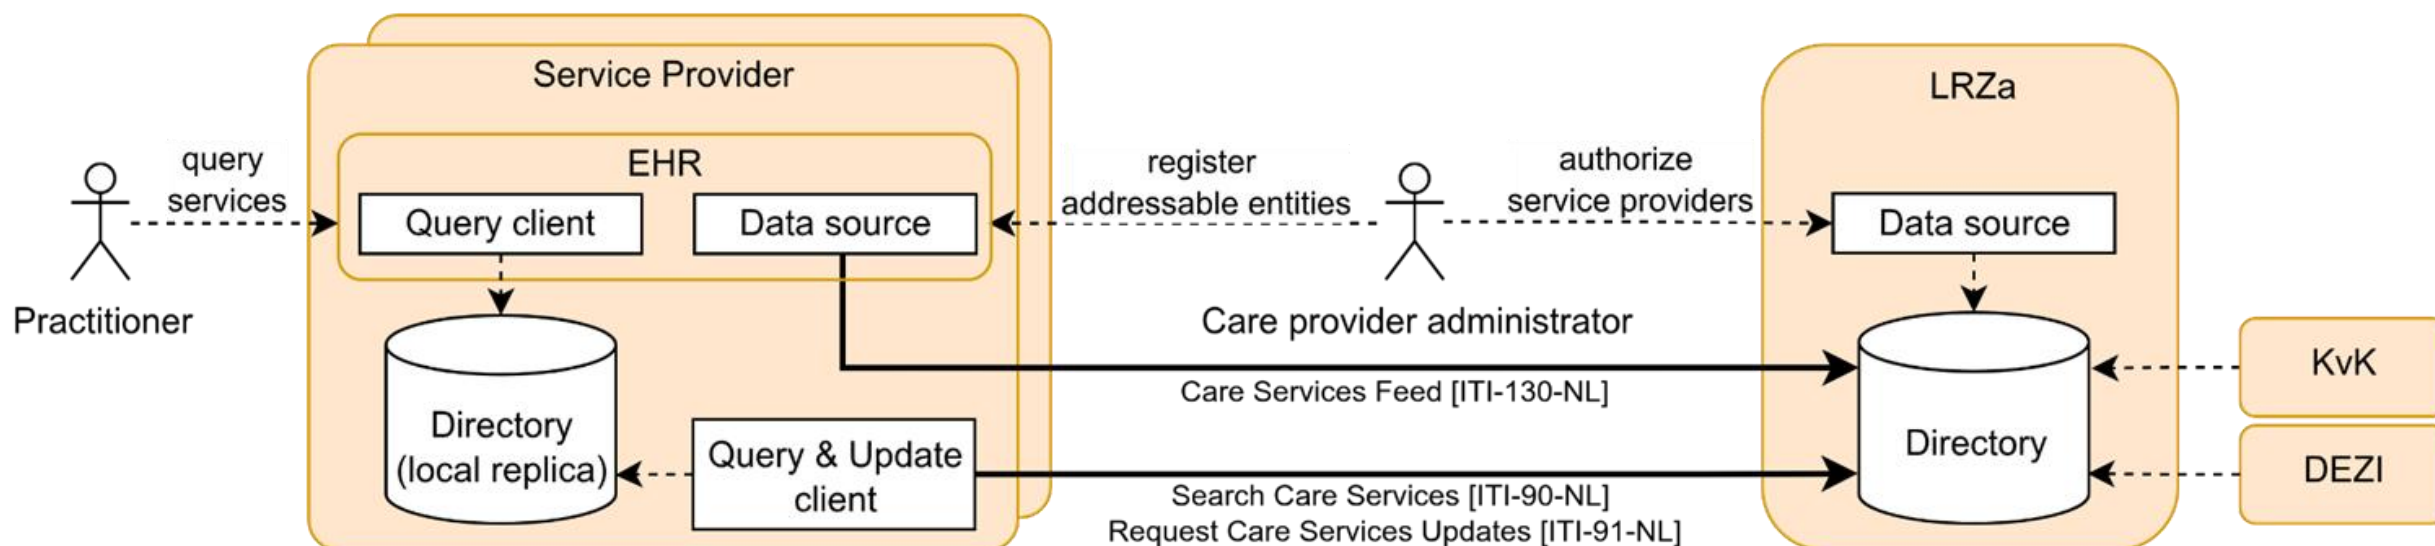 Service Provider
LRZa
query
services
EHR
register
addressable entities
authorize
service providers
Query client
Data source
Data source
Practitioner
Care provider administrator
KvK
Care Services Feed [ITI-130-NL]
Directory
(local replica)
Query & Update
client
Directory
DEZI
Search Care Services [ITI-90-NL]
Request Care Services Updates [ITI-91-NL]